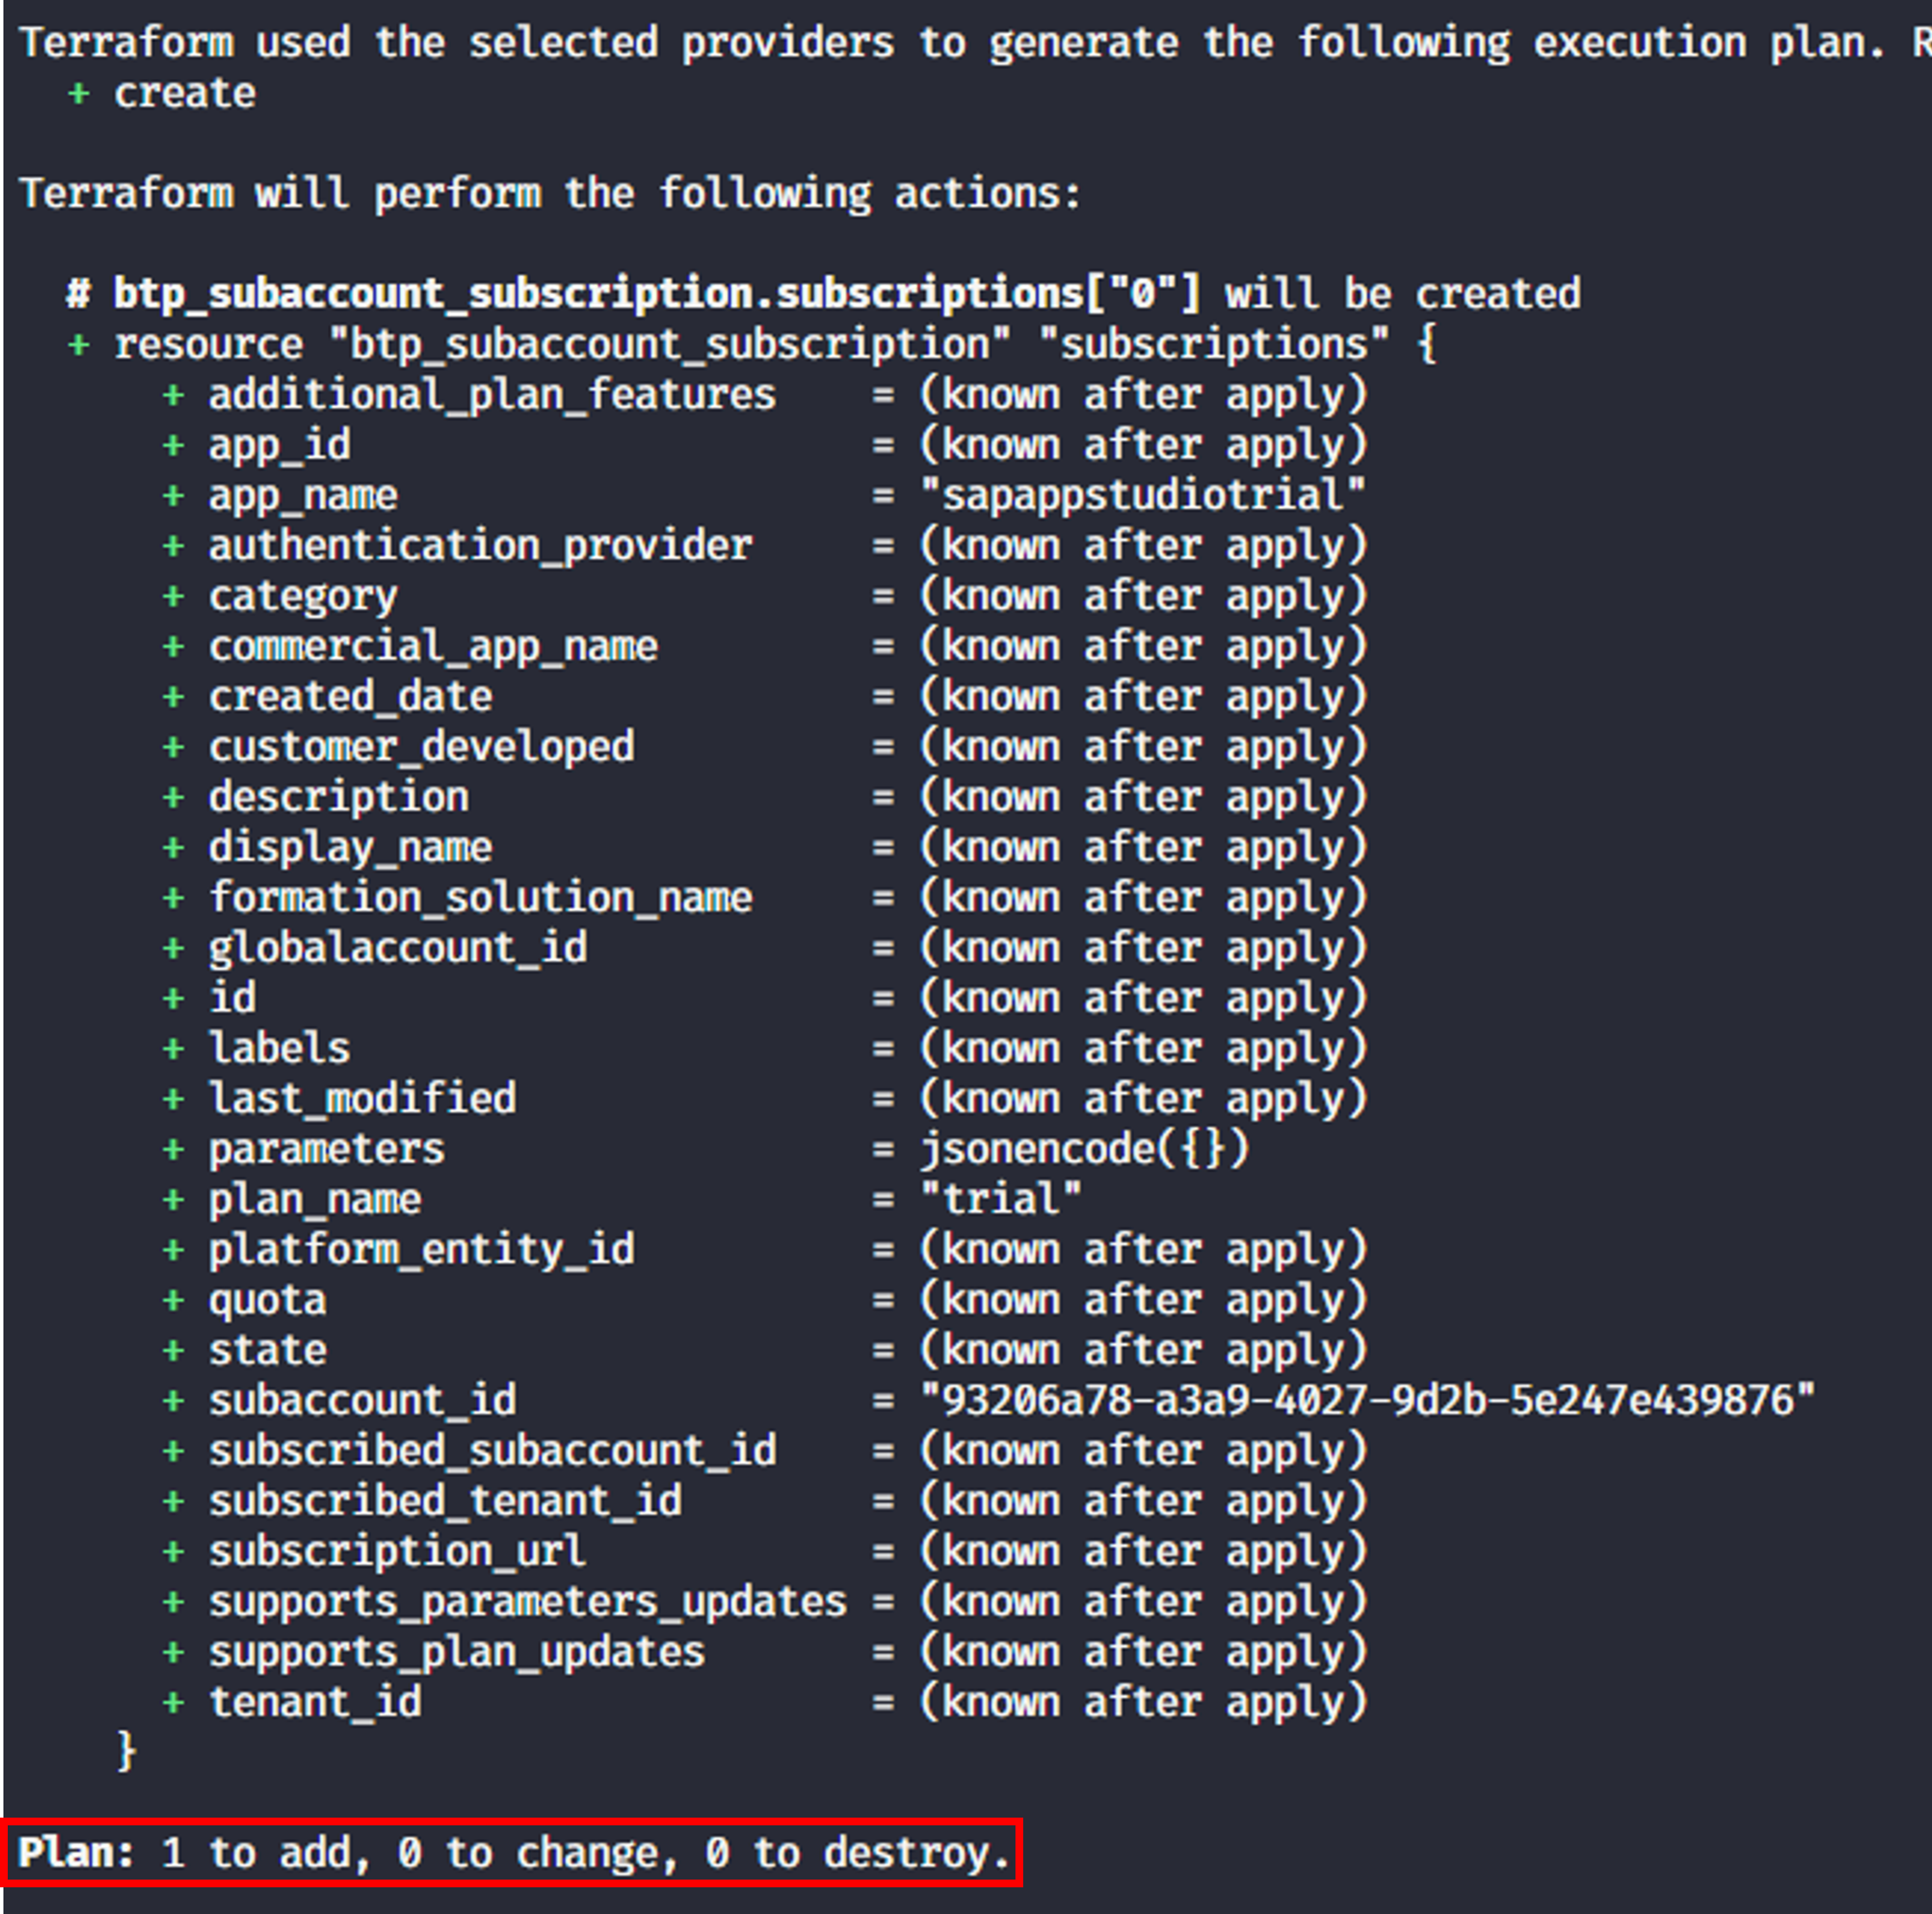 Terraform used the selected providers to generate the following execution plan. R
  + create

Terraform will perform the following actions:

  # btp_subaccount_subscription.subscriptions["0"] will be created
  + resource "btp_subaccount_subscription" "subscriptions" {
      + additional_plan_features    = (known after apply)
      + app_id                      = (known after apply)
      + app_name                    = "sapappstudiotrial"
      + authentication_provider     = (known after apply)
      + category                    = (known after apply)
      + commercial_app_name         = (known after apply)
      + created_date                = (known after apply)
      + customer_developed          = (known after apply)
      + description                 = (known after apply)
      + display_name                = (known after apply)
      + formation_solution_name     = (known after apply)
      + globalaccount_id            = (known after apply)
      + id                          = (known after apply)
      + labels                      = (known after apply)
      + last_modified               = (known after apply)
      + parameters                  = jsonencode({})
      + plan_name                   = "trial"
      + platform_entity_id          = (known after apply)
      + quota                       = (known after apply)
      + state                       = (known after apply)
      + subaccount_id               = "93206a78-a3a9-4027-9d2b-5e247e439876"
      + subscribed_subaccount_id    = (known after apply)
      + subscribed_tenant_id        = (known after apply)
      + subscription_url            = (known after apply)
      + supports_parameters_updates = (known after apply)
      + supports_plan_updates       = (known after apply)
      + tenant_id                   = (known after apply)
    }

Plan: 1 to add, 0 to change, 0 to destroy.